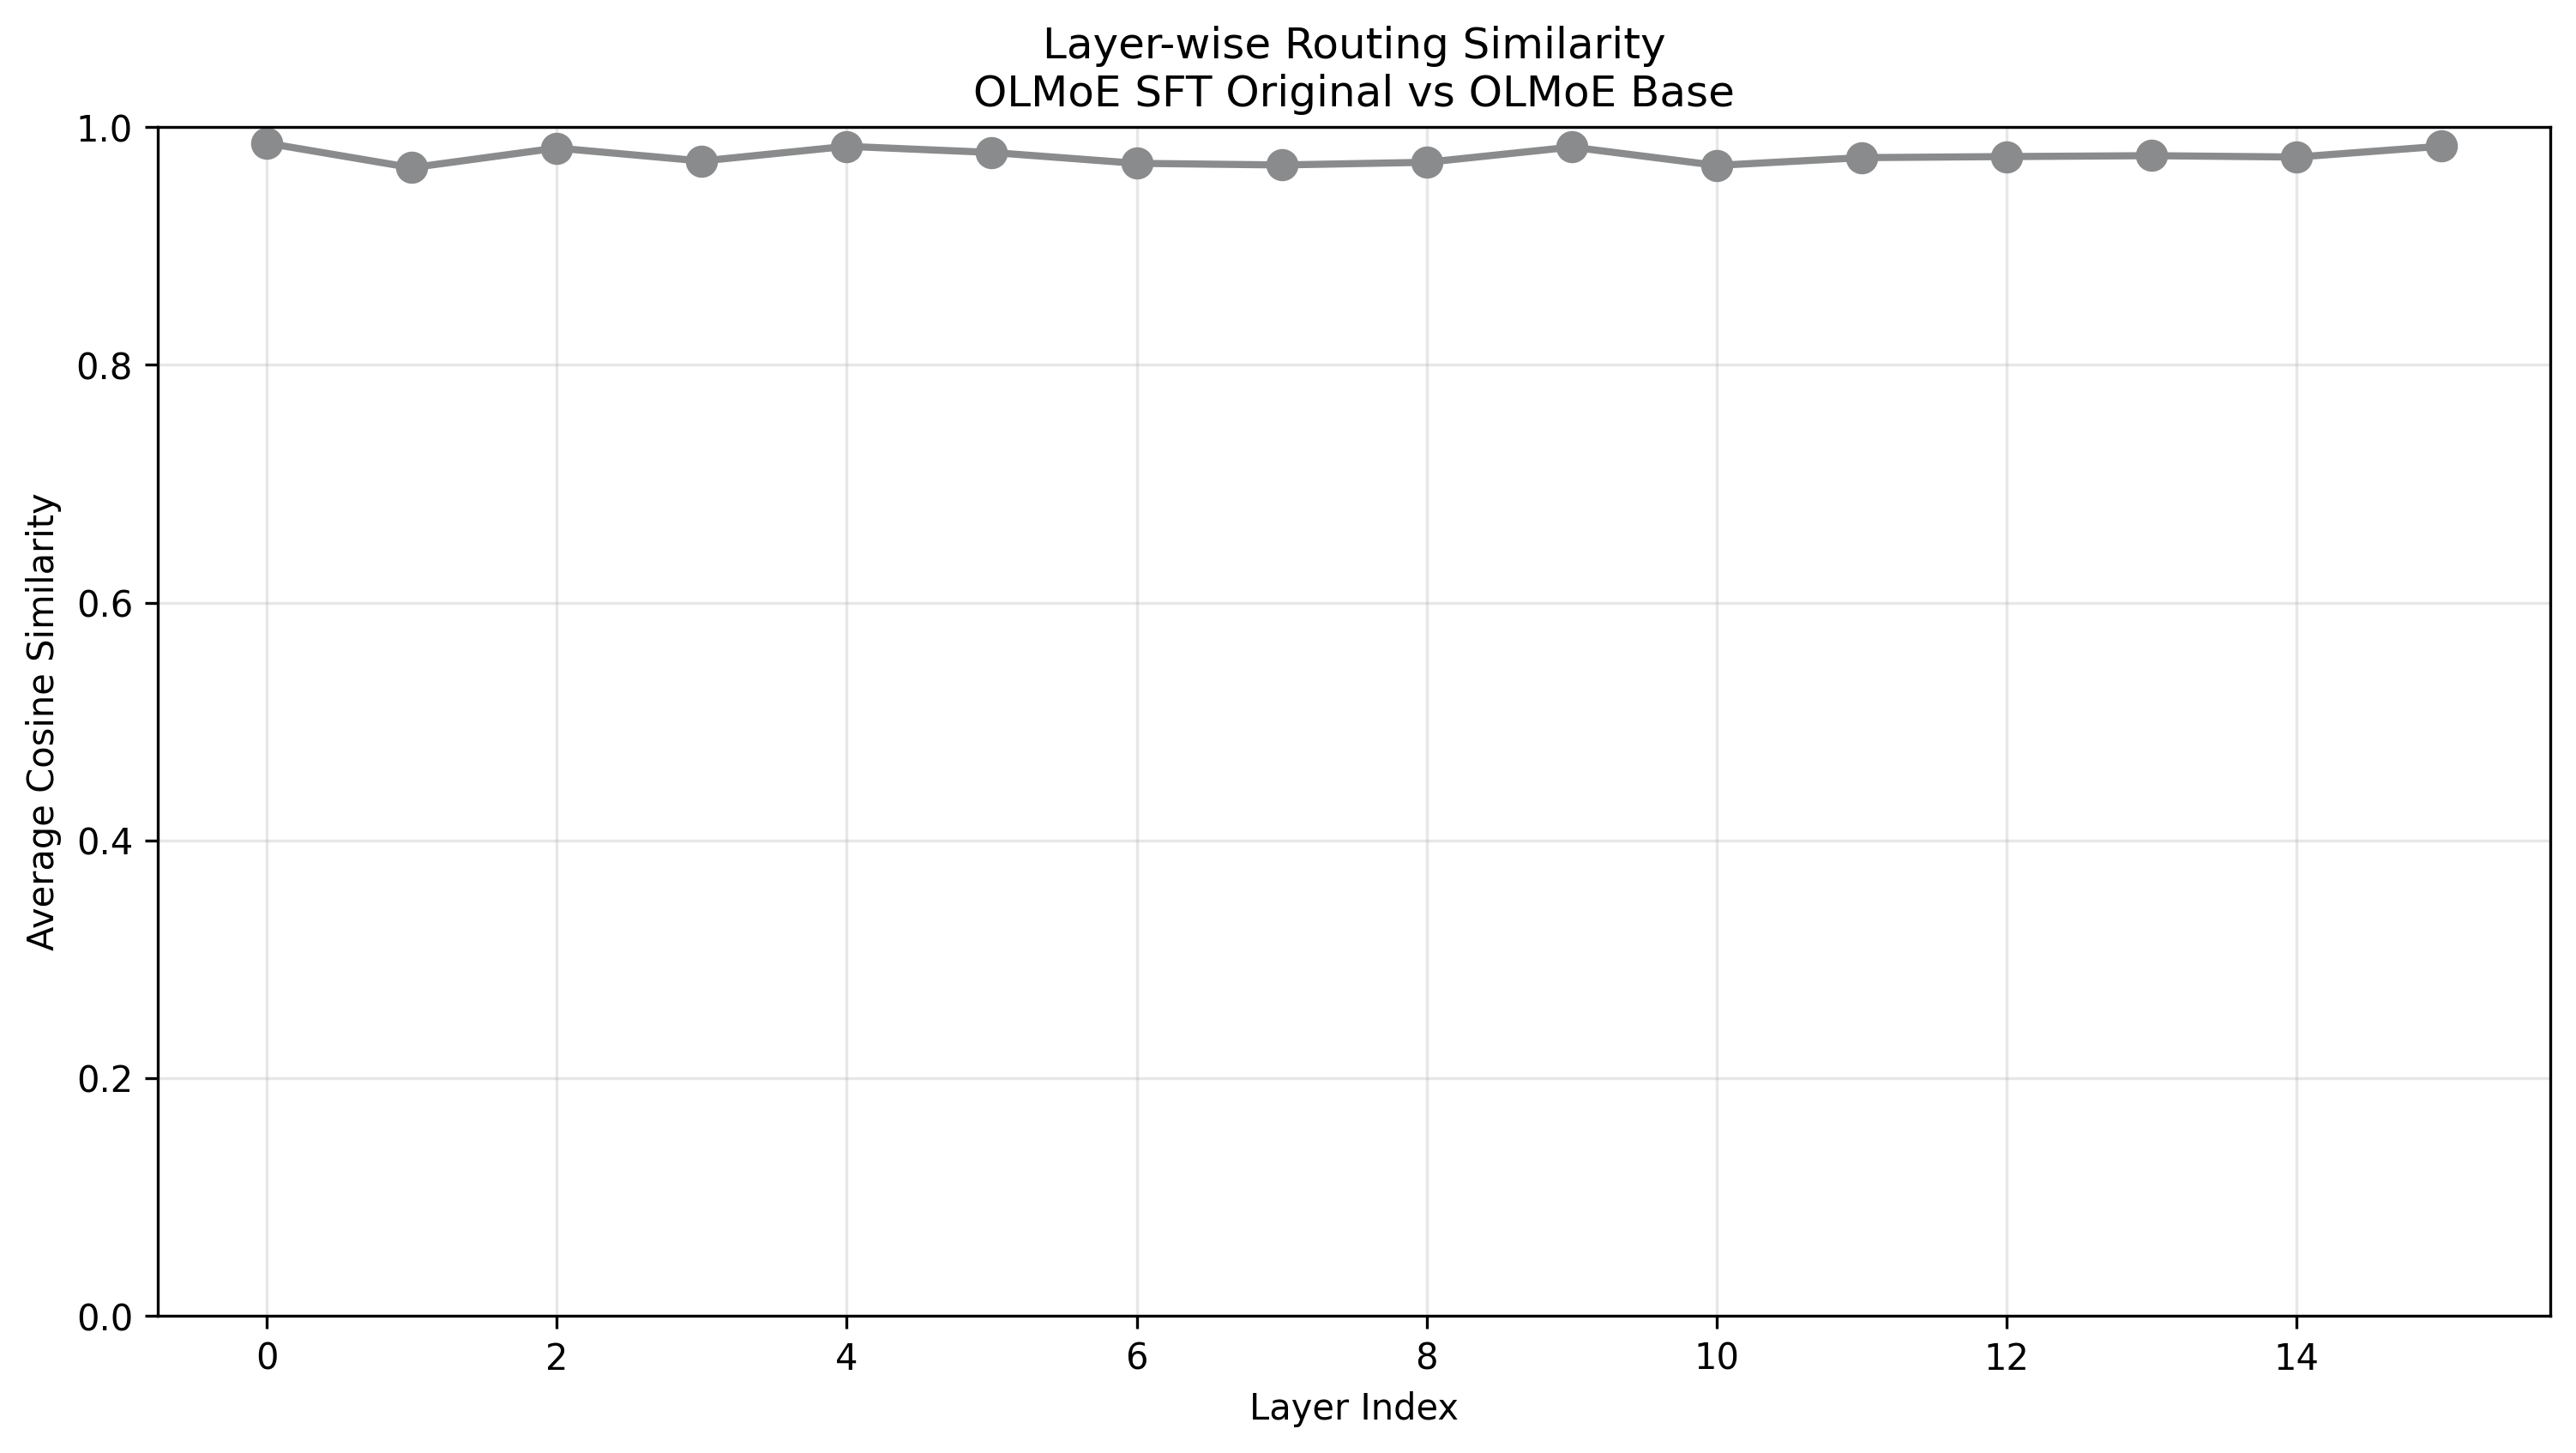 Layer-wise Routing Similarity
OLMoE SFT Original vs OLMoE Base
1.0
0.8
0.6
0.4
0.2
0.0
Average Cosine Similarity
0 2 4 6 8 10 12 14
Layer Index